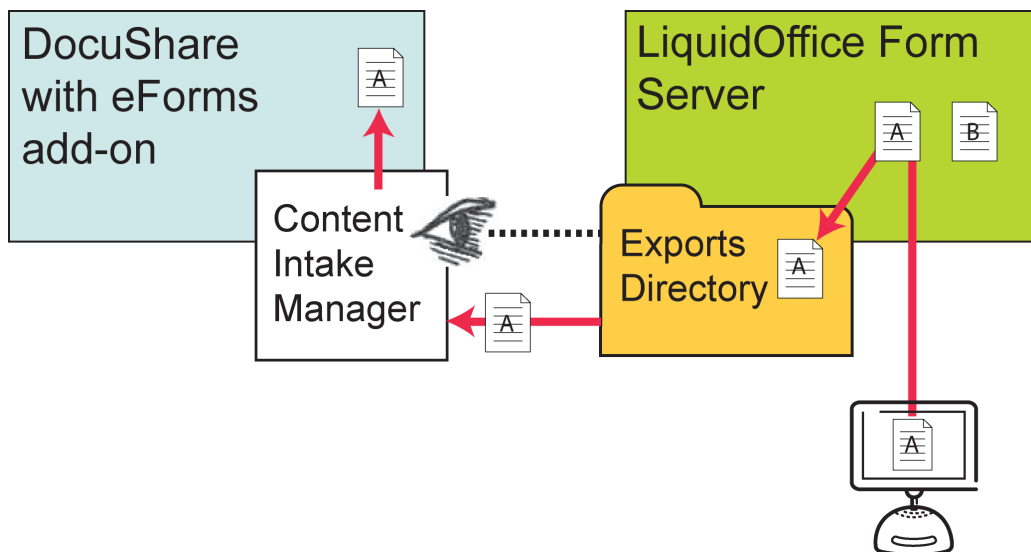 DocuShare
with eForms
add-on
A
LiquidOffice Form
Server
A
B
Content
Intake
Manager
Exports
Directory
A
A
A